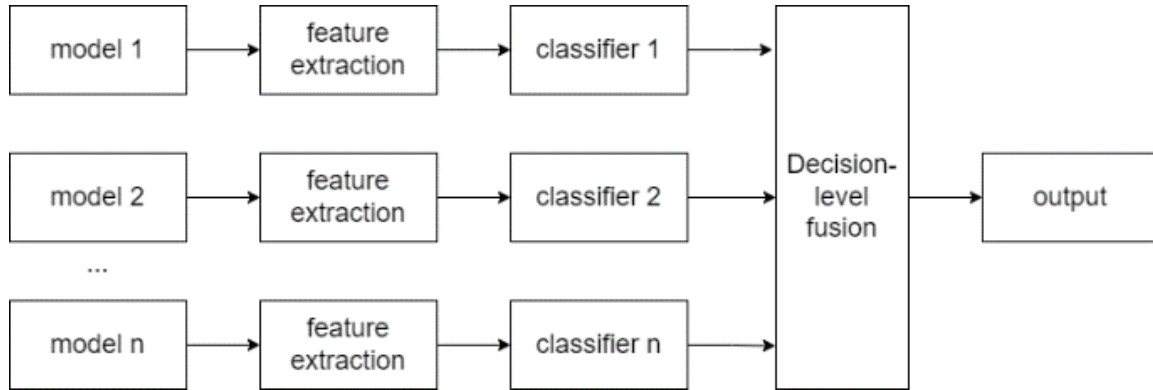 model 1
feature
extraction
classifier 1
model 2
feature
extraction
classifier 2
...
model n
feature
extraction
classifier n
Decision-
level
fusion
output